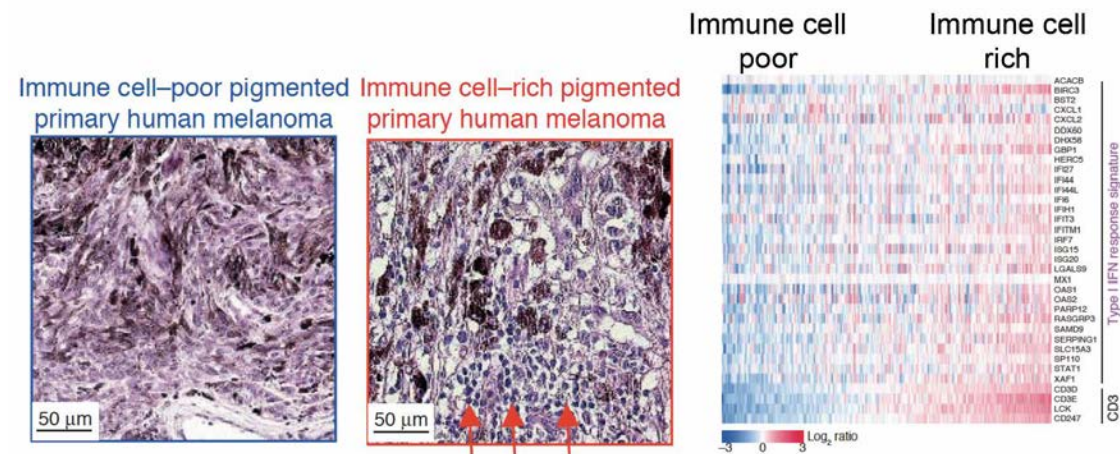 Immune cell–poor pigmented
primary human melanoma
50 µm
Immune cell–rich pigmented
primary human melanoma
50 µm
Immune cell
poor
Immune cell
rich
ACACB
BIRC3
BST2
CXCL1
CXCL2
DDX60
DHX58
GBP1
HERC5
IFI27
IFI44
IFI44L
IFI6
IFIH1
IFIT3
IFITM1
IRF7
ISG15
ISG20
LGALS9
MX1
OAS1
OAS2
PARP12
RASGRP3
SAMD9
SERPING1
SLC15A3
SP110
STAT1
XAF1
CD3D
CD3E
LCK
CD247
Type I IFN response signature
CD3
−3 0 3 Log2 ratio